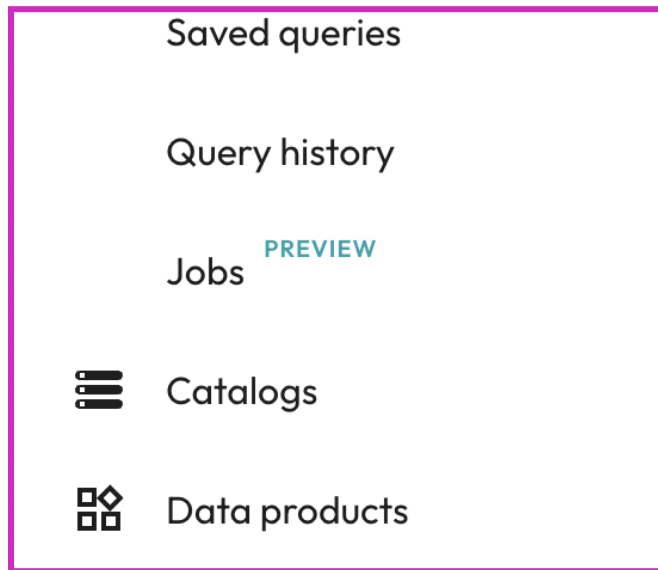 Saved queries
Query history
Jobs PREVIEW
Catalogs
Data products